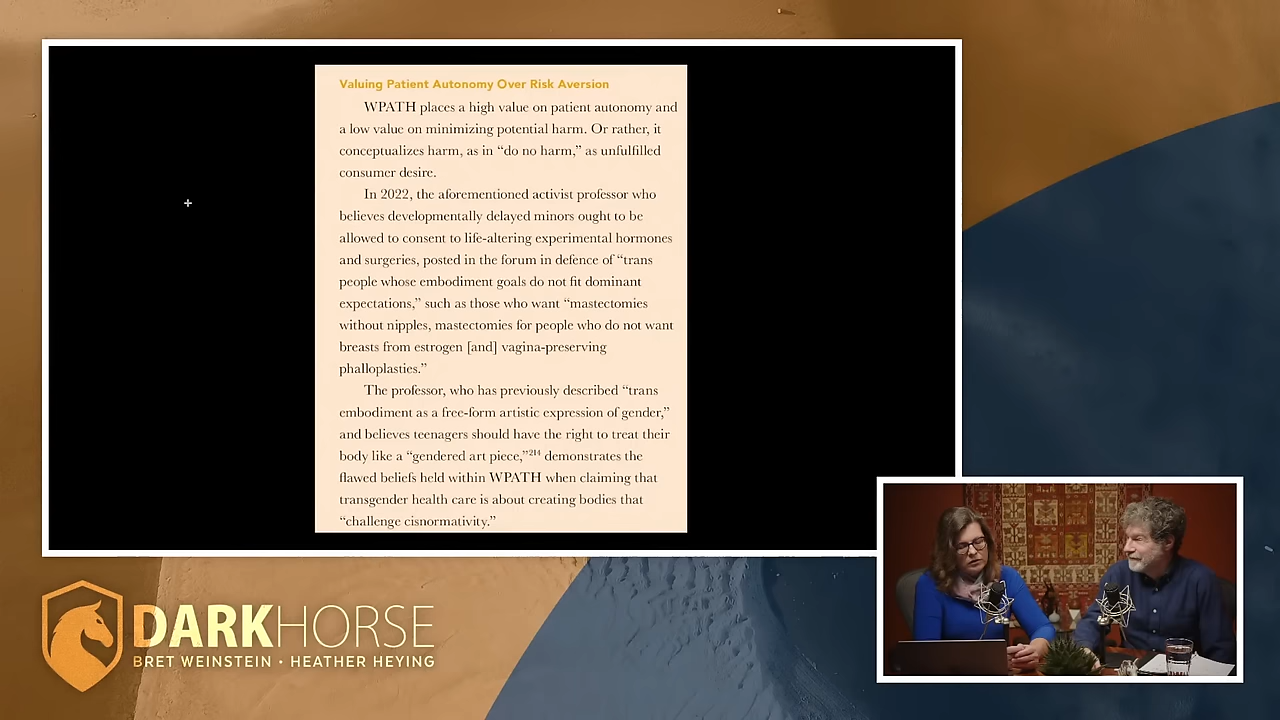 Valuing Patient Autonomy Over Risk Aversion
WPATH places a high value on patient autonomy and
a low value on minimizing potential harm. Or rather, it
conceptualizes harm, as in “do no harm,” as unfulfilled
consumer desire.
In 2022, the aforementioned activist professor who
believes developmentally delayed minors ought to be
allowed to consent to life-altering experimental hormones
and surgeries, posted in the forum in defence of “trans
people whose embodiment goals do not fit dominant
expectations,” such as those who want “mastectomies
without nipples, mastectomies for people who do not want
breasts from estrogen [and] vagina-preserving
phalloplasties.”
The professor, who has previously described “trans
embodiment as a free-form artistic expression of gender,”
and believes teenagers should have the right to treat their
body like a “gendered art piece,”214 demonstrates the
flawed beliefs held within WPATH when claiming that
transgender health care is about creating bodies that
“challenge cisnormativity.”
DARKHORSE
BRET WEINSTEIN · HEATHER HEYING